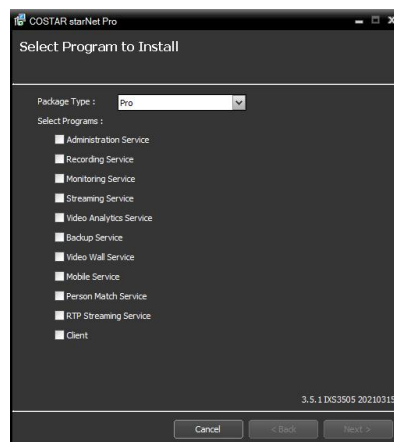 COSTAR starNet Pro
Select Program to Install
Package Type : Pro
Select Programs :
Administration Service
Recording Service
Monitoring Service
Streaming Service
Video Analytics Service
Backup Service
Video Wall Service
Mobile Service
Person Match Service
RTP Streaming Service
Client
3.5.1 IXS3505 20210315
Cancel < Back Next >